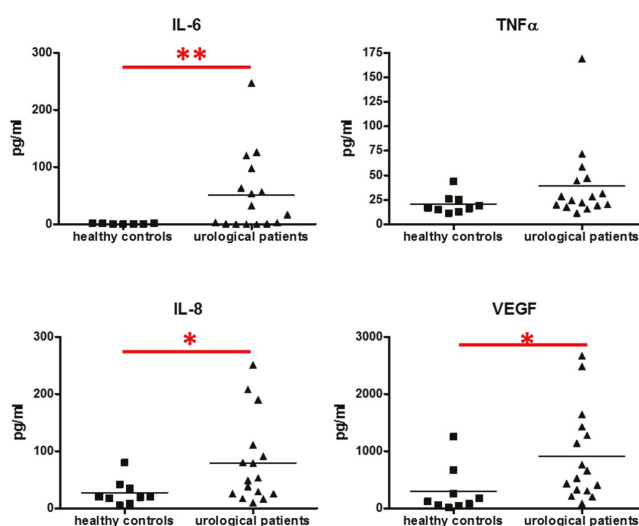 IL-6
**
300
200
100
0
pg/ml
healthy controls urological patients
TNFα
175
150
125
100
75
50
25
0
pg/ml
healthy controls urological patients
IL-8
*
300
200
100
0
pg/ml
healthy controls urological patients
VEGF
*
3000
2000
1000
0
pg/ml
healthy controls urological patients